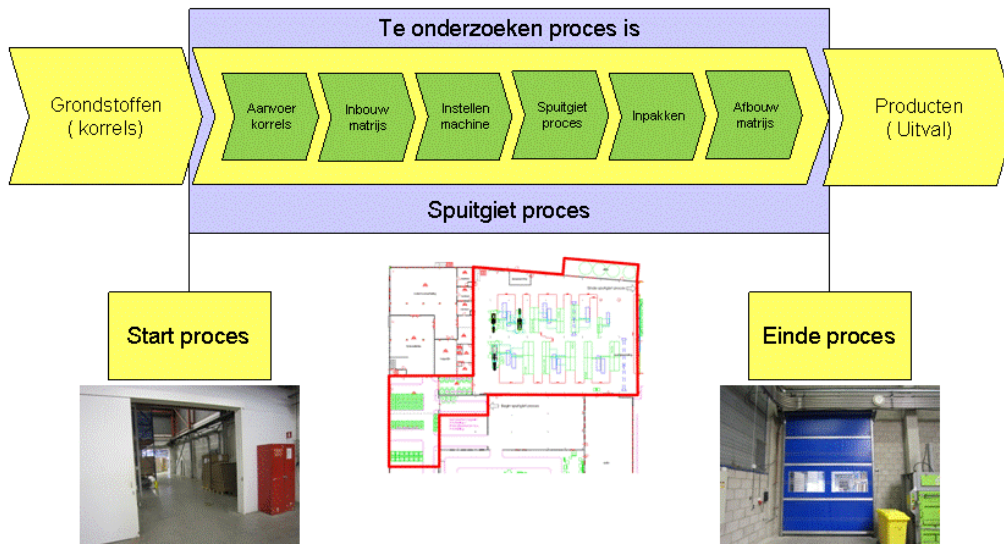 Te onderzoeken proces is
Grondstoffen
( korrels)
Aanvoer
korrels
Inbouw
matrijs
Instellen
machine
Spuitgiet
proces
Inpakken
Afbouw
matrijs
Producten
( Uitval)
Spuitgiet proces
Start proces
Einde proces